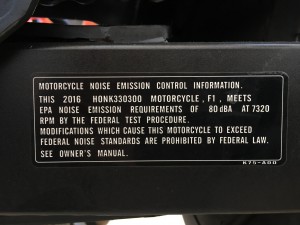 MOTORCYCLE NOISE EMISSION CONTROL INFORMATION.
THIS 2016 HONK330300 MOTORCYCLE, F1, MEETS
EPA NOISE EMISSION REQUIREMENTS OF 80 dBA AT 7320
RPM BY THE FEDERAL TEST PROCEDURE.
MODIFICATIONS WHICH CAUSE THIS MOTORCYCLE TO EXCEED
FEDERAL NOISE STANDARDS ARE PROHIBITED BY FEDERAL LAW.
SEE OWNER'S MANUAL.
K75-A00